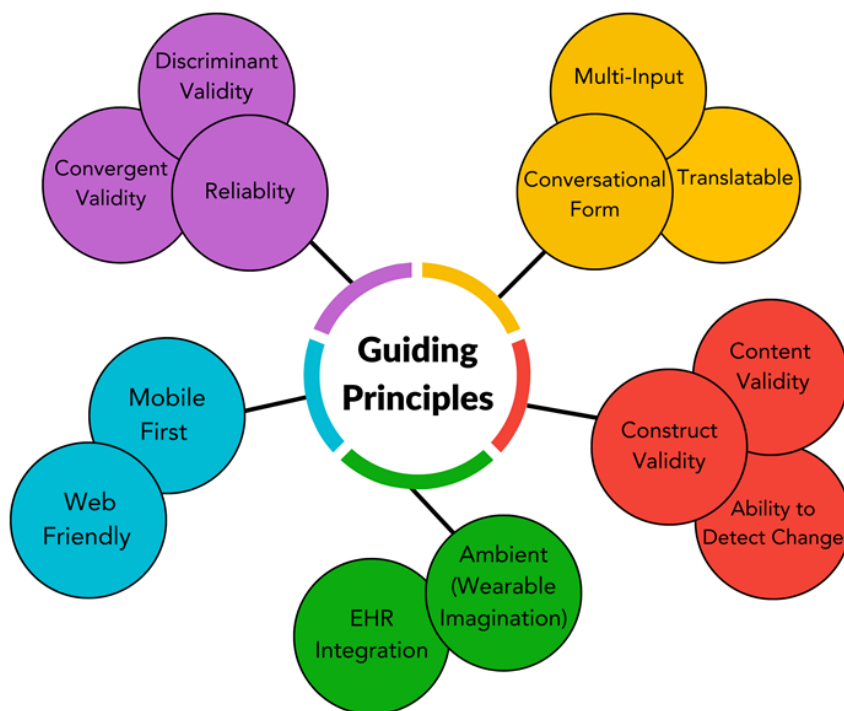 Discriminant
Validity
Convergent
Validity
Reliablity
Multi-Input
Conversational
Form
Translatable
Guiding
Principles
Mobile
First
Web
Friendly
Content
Validity
Construct
Validity
Ability to
Detect Change
Ambient
(Wearable
Imagination)
EHR
Integration